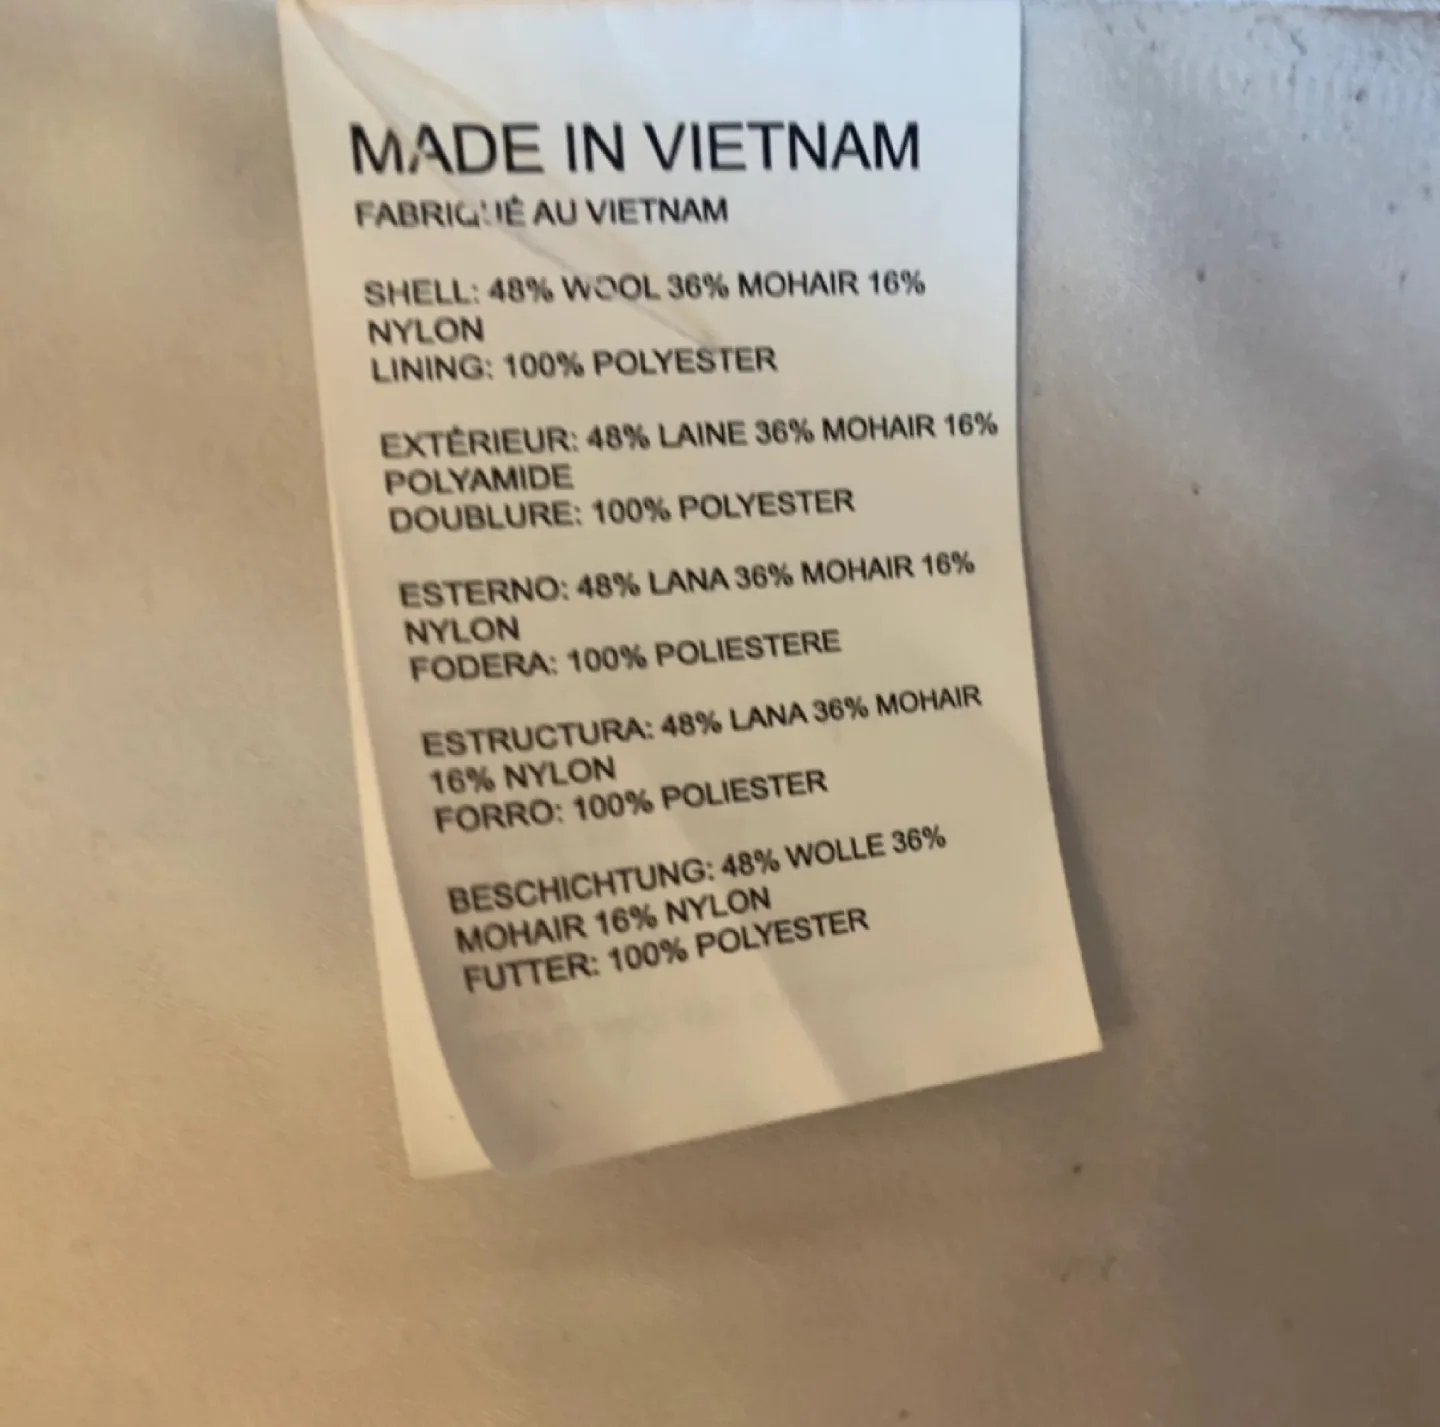 MADE IN VIETNAM
FABRIQUÉ AU VIETNAM
SHELL: 48% WOOL 36% MOHAIR 16%
NYLON
LINING: 100% POLYESTER
EXTÉRIEUR: 48% LAINE 36% MOHAIR 16%
POLYAMIDE
DOUBLURE: 100% POLYESTER
ESTERNO: 48% LANA 36% MOHAIR 16%
NYLON
FODERA: 100% POLIESTERE
ESTRUCTURA: 48% LANA 36% MOHAIR
16% NYLON
FORRO: 100% POLIESTER
BESCHICHTUNG: 48% WOLLE 36%
MOHAIR 16% NYLON
FUTTER: 100% POLYESTER